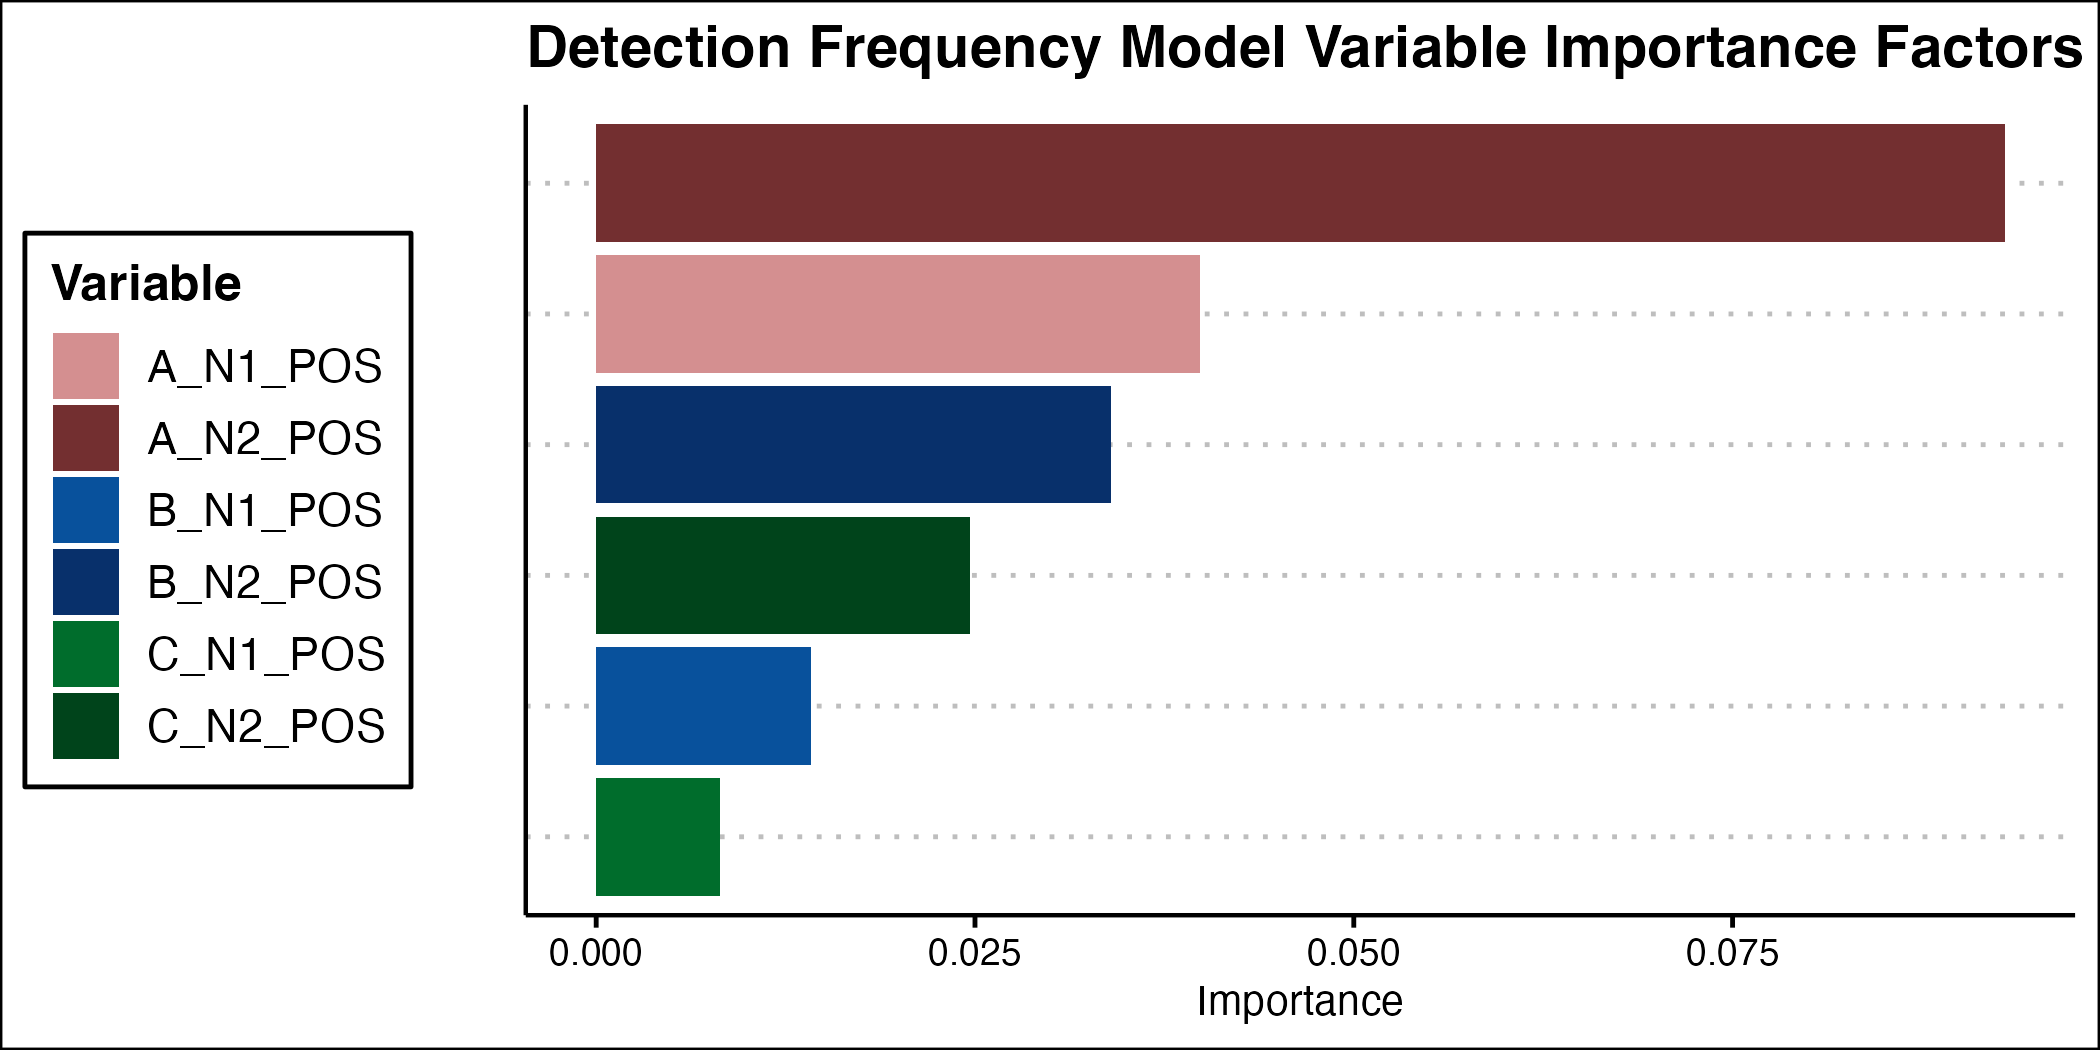 Detection Frequency Model Variable Importance Factors
Variable
A_N1_POS
A_N2_POS
B_N1_POS
B_N2_POS
C_N1_POS
C_N2_POS
0.000 0.025 0.050 0.075
Importance